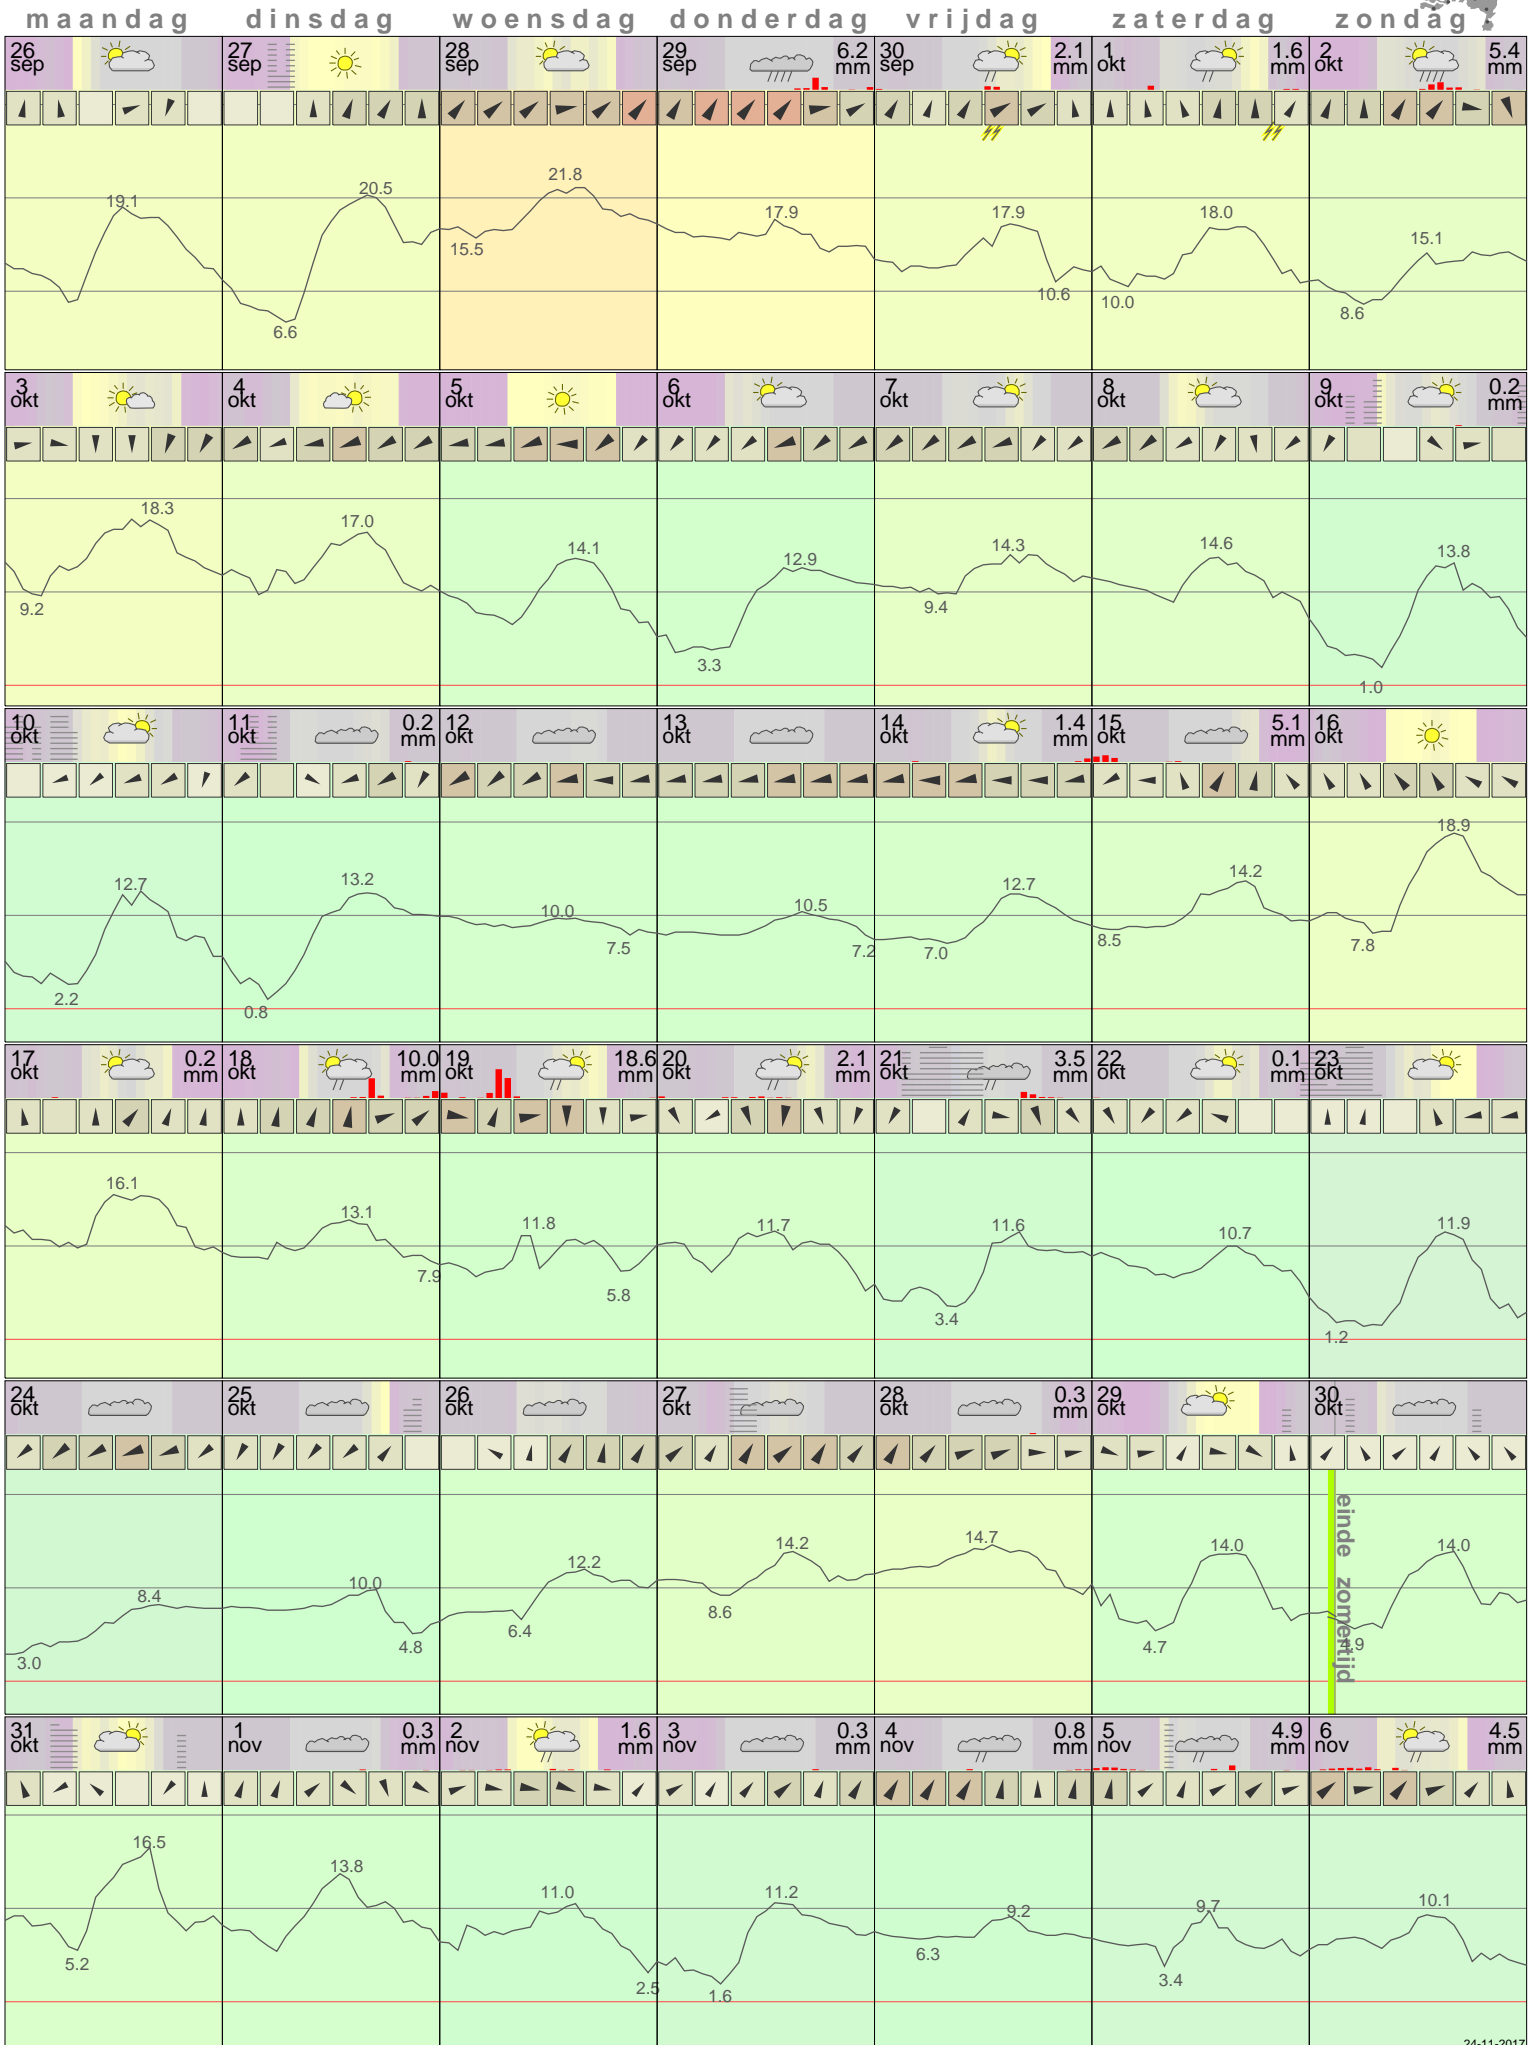 maandag dinsdag woensdag donderdag vrijdag zaterdag zondag
26 27 28 29 6.2 30 2.1 1 1.6 2 5.4
sep sep sep sep mm sep mm okt mm okt mm
19.1 20.5 15.5 21.8 17.9 17.9 18.0 15.1
6.6 10.6 10.0 8.6
3 4 5 6 7 8 9 0.2
okt okt okt okt okt okt okt mm
18.3 17.0 14.1 12.9 14.3 14.6 13.8
9.2 3.3 9.4 1.0
10 11 0.2 12 13 14 1.4 15 5.1 16
okt okt mm okt okt okt mm okt mm okt
12.7 13.2 10.0 10.5 12.7 14.2 18.9
2.2 0.8 7.5 7.2 7.0 8.5 7.8
17 0.2 18 10.0 19 18.6 20 2.1 21 3.5 22 0.1 23
okt mm okt mm okt mm okt mm okt mm okt mm okt
16.1 13.1 11.8 11.7 11.6 10.7 11.9
7.9 5.8 3.4 1.2
24 25 26 27 28 0.3 29 30
okt okt okt okt okt mm okt okt
8.4 10.0 12.2 14.2 14.7 14.0 14.0
3.0 4.8 6.4 8.6 4.7 4.9
einde zomertijd
31 1 0.3 2 1.6 3 0.3 4 0.8 5 4.9 6 4.5
okt nov mm nov mm nov mm nov mm nov mm nov mm
16.5 13.8 11.0 11.2 9.2 9.7 10.1
5.2 2.5 1.6 6.3 3.4
24-11-2017